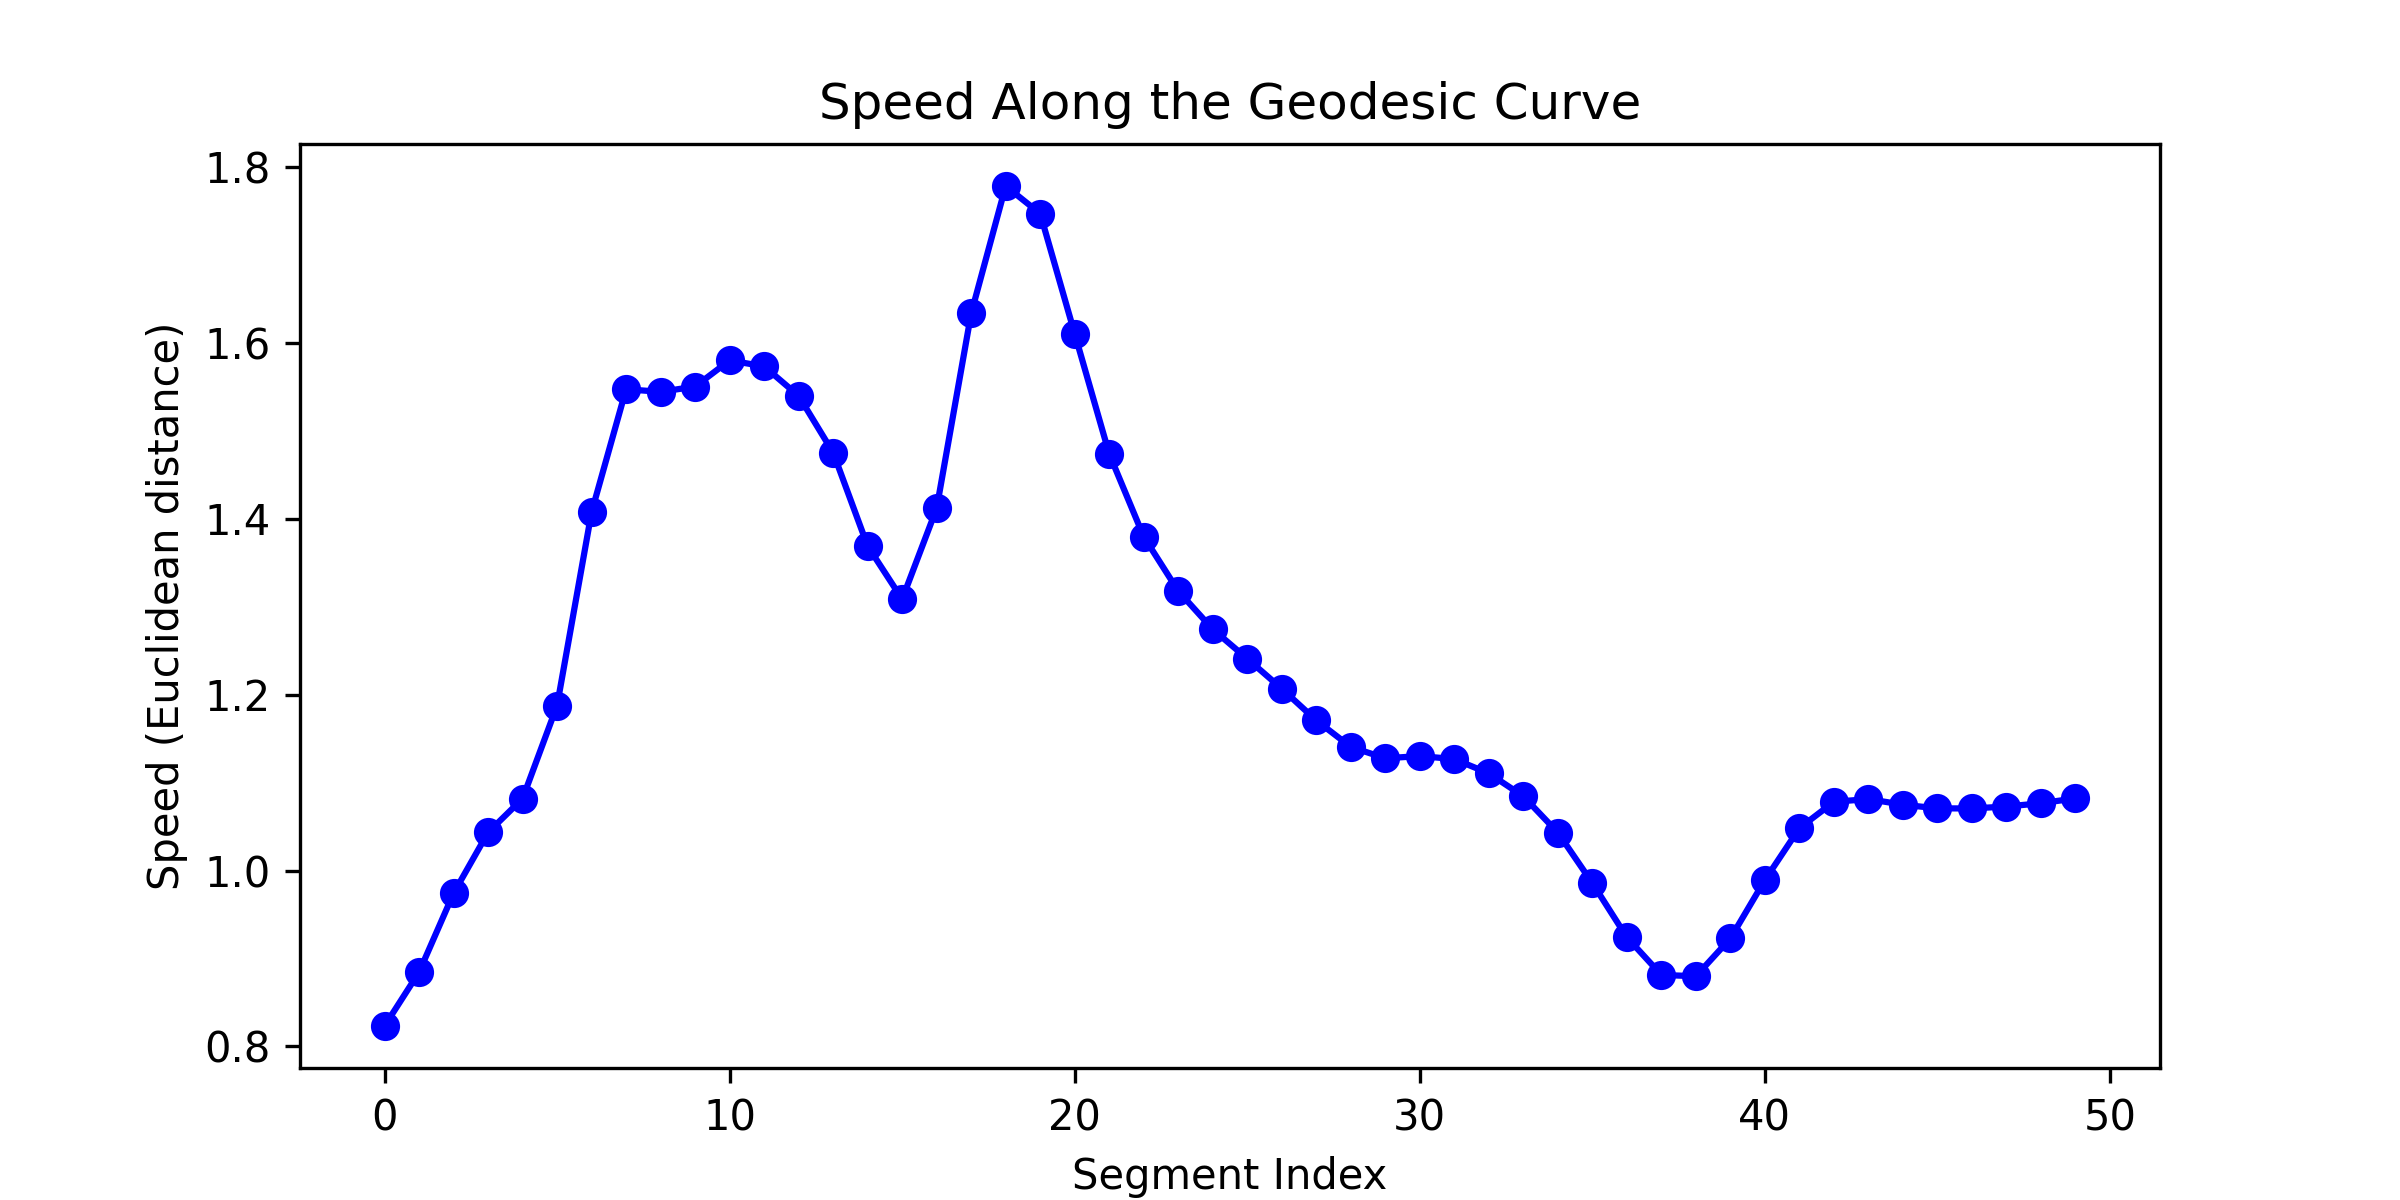 Speed Along the Geodesic Curve
Speed (Euclidean distance)
1.8
1.6
1.4
1.2
1.0
0.8
0 10 20 30 40 50
Segment Index